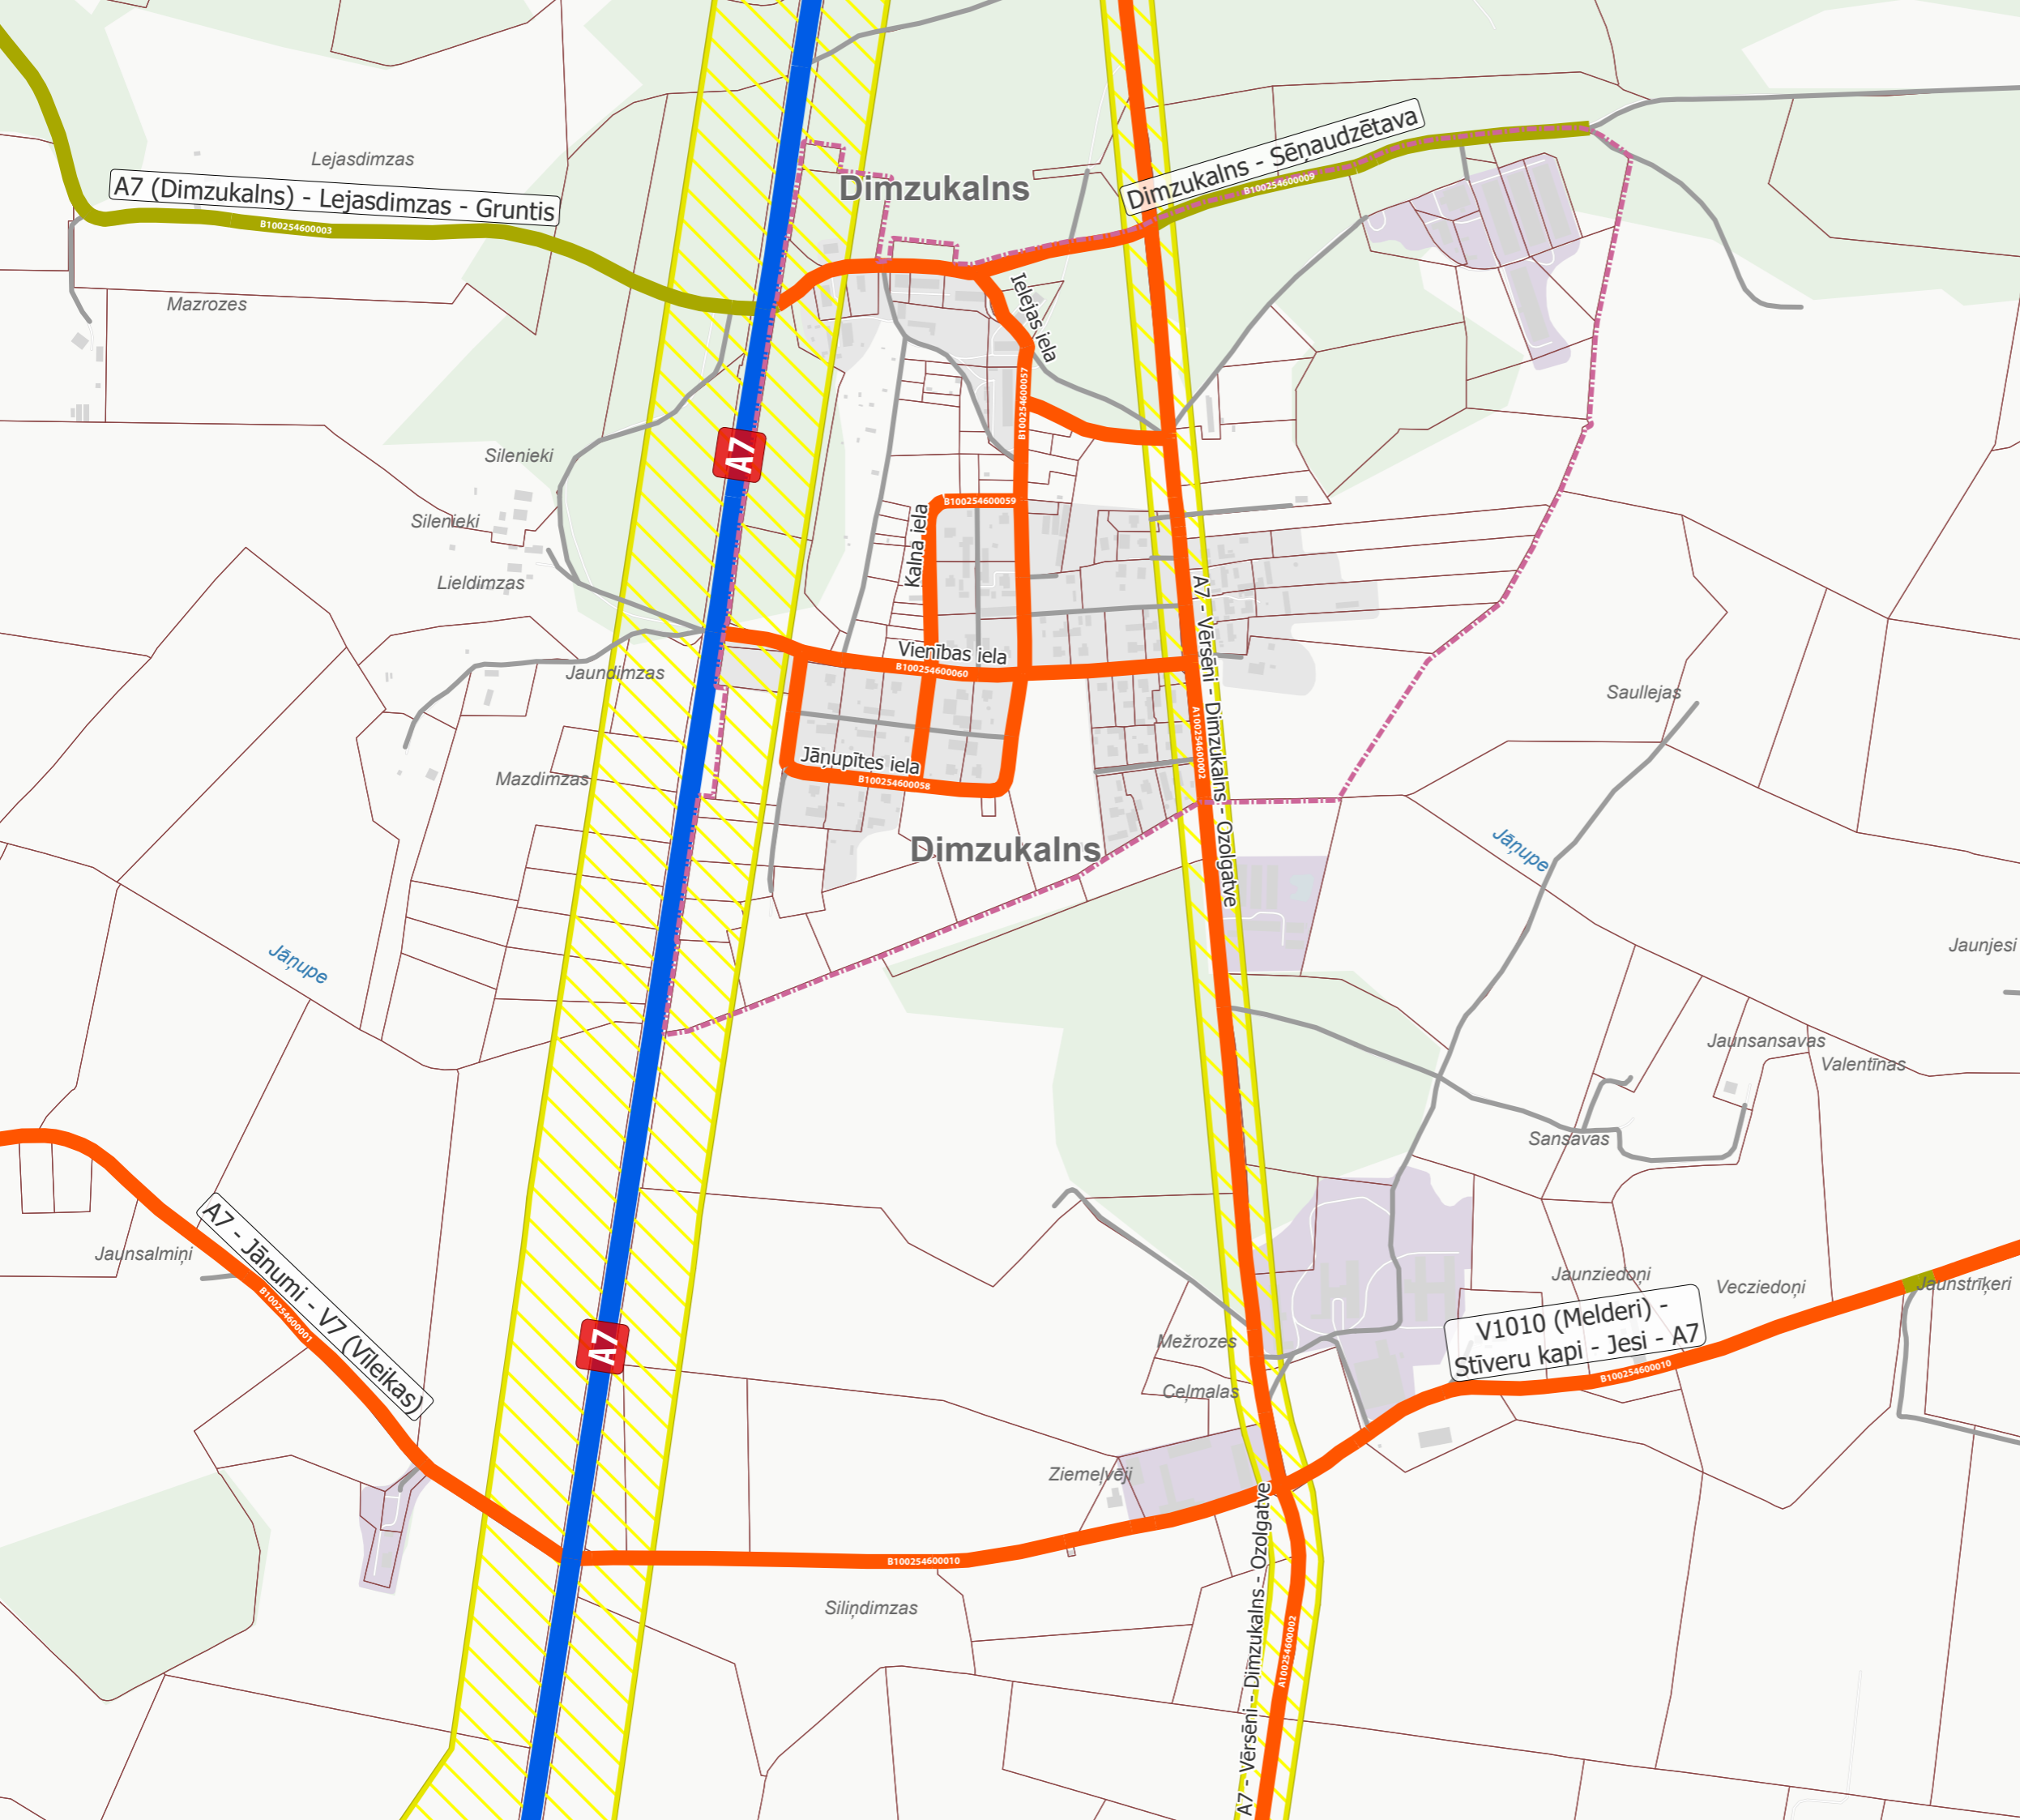 Dimzukalns - Sēņaudzētava
Lejasdimzas
A7 (Dimzukalns) - Lejasdimzas - Gruntis
B100254600003
Dimzukalns
B100254600009
Mazrozes
Ielejas iela
B100254600057
Silenieki
A7
Silenieki
B100254600059
Kalna iela
Lieldimzas
A7 - Vērsēni - Dimzukalns - Ozolgatve
Vienības iela
B100254600060
Jaundimzas
Saullejas
A100254600002
Mazdimzas
Jāņupītes iela
B100254600058
Dimzukalns
Jāņupe
Jāņupe
Jaunjesi
Jaunsansavas
Valentīnas
Sansavas
A7 - Jānumi - V7 (Vīleikas)
Jaunsalmiņi
B100254600001
Jaunziedoņi
Vecziedoņi
Jaunstrīķeri
A7
Mežrozes
V1010 (Melderi) -
Stīveru kapi - Jesi - A7
B100254600010
Ceļmalas
Ziemeļvēji
B100254600010
Siliņdimzas
A7 - Vērsēni - Dimzukalns - Ozolgatve
A100254600002